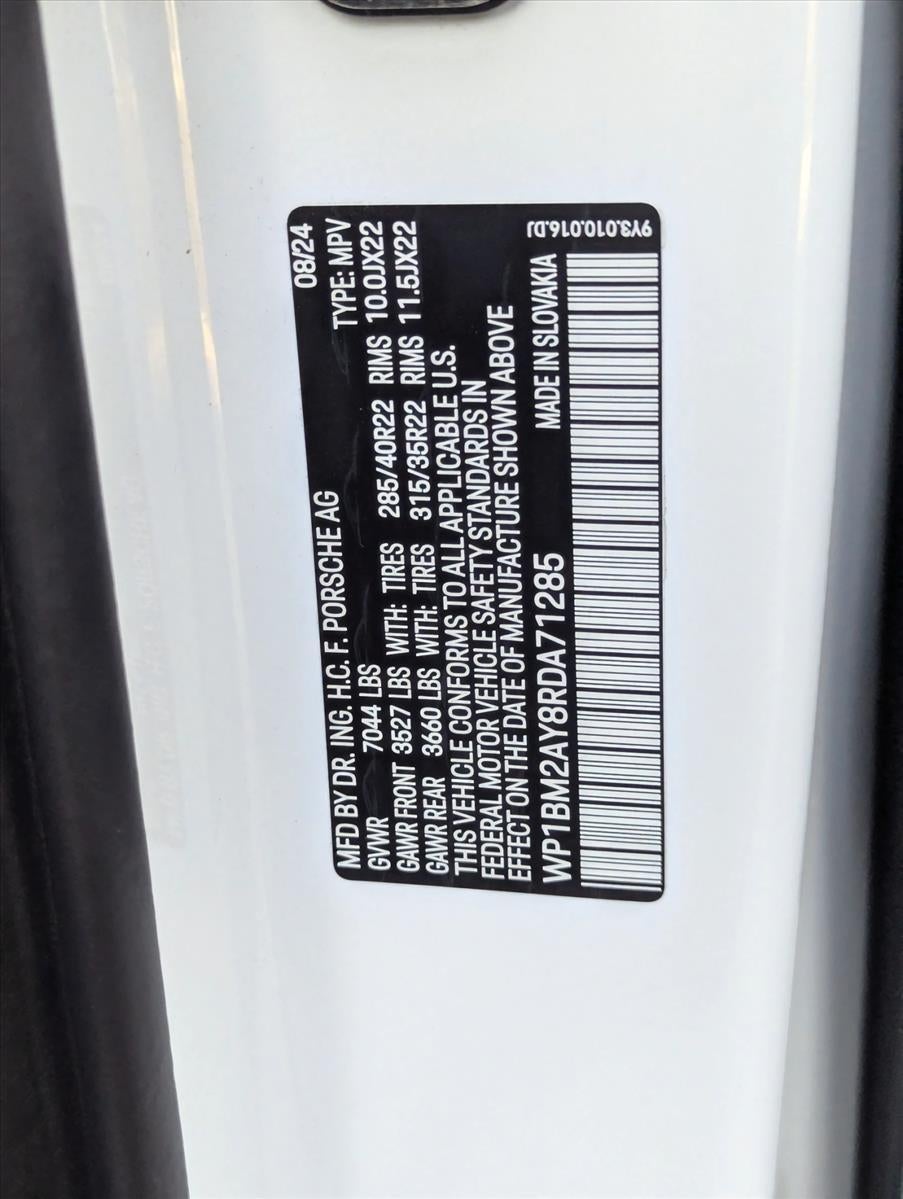 08/24
MFD BY DR. ING. H.C. F. PORSCHE AG TYPE: MPV
GVWR 7044 LBS
GAWR FRONT 3527 LBS WITH: TIRES 285/40R22 RIMS 10.0JX22
GAWR REAR 3660 LBS WITH: TIRES 315/35R22 RIMS 11.5JX22
THIS VEHICLE CONFORMS TO ALL APPLICABLE U.S.
FEDERAL MOTOR VEHICLE SAFETY STANDARDS IN
EFFECT ON THE DATE OF MANUFACTURE SHOWN ABOVE
WP1BM2AY8RDA71285 MADE IN SLOVAKIA
9Y3.010.016.DJ